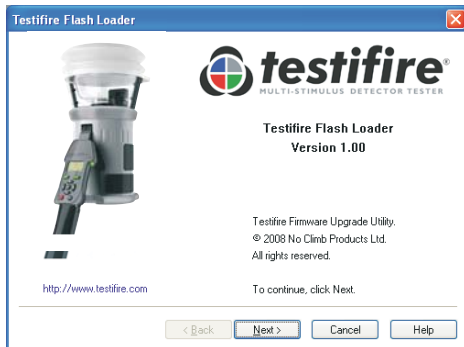 Testifire Flash Loader
testifire®
MULTI-STIMULUS DETECTOR TESTER
Testifire Flash Loader
Version 1.00
Testifire Firmware Upgrade Utility.
© 2008 No Climb Products Ltd.
All rights reserved.
http://www.testifire.com
To continue, click Next.
< Back
Next >
Cancel
Help